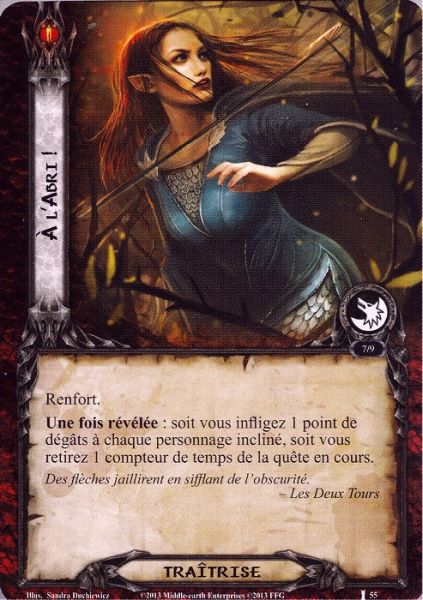 1
À L'ABRI !
7/9
Renfort.
Une fois révélée : soit vous infligez 1 point de
dégâts à chaque personnage incliné, soit vous
retirez 1 compteur de temps de la quête en cours.
Des flèches jaillirent en sifflant de l'obscurité.
– Les Deux Tours
TRAÎTRISE
Illus. Sandra Duchiewicz ©2013 Middle-earth Enterprises ©2013 FFG 55